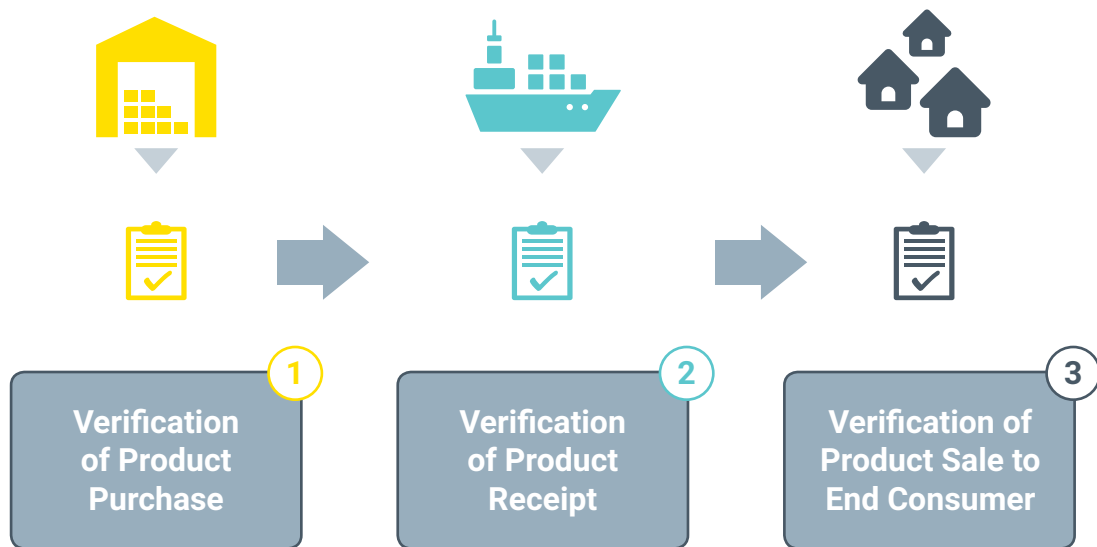 1
Verification
of Product
Purchase
2
Verification
of Product
Receipt
3
Verification of
Product Sale to
End Consumer